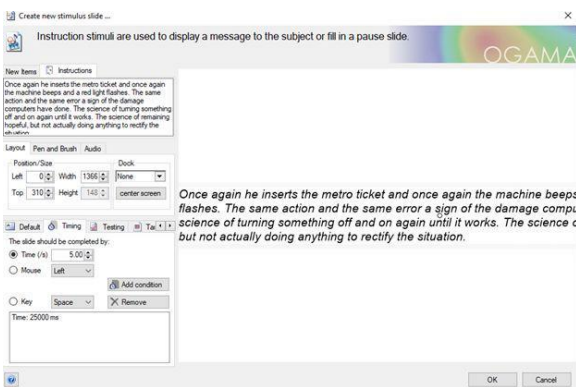 Create new stimulus slide ...
Instruction stimuli are used to display a message to the subject or fill in a pause slide.
OGAMA
New Items Instructions
Once again he inserts the metro ticket and once again
the machine beeps and a red light flashes. The same
action and the same error a sign of the damage
computers have done. The science of turning something
off and on again until it works. The science of remaining
hopeful, but not actually doing anything to rectify the
situation
Layout Pen and Brush Audio
Position/Size Dock
Left 0 Width 1366 None
Top 310 Height 148 center screen
Once again he inserts the metro ticket and once again the machine beeps
flashes. The same action and the same error a sign of the damage compu
science of turning something off and on again until it works. The science o
but not actually doing anything to rectify the situation.
Default Timing Testing Ta
The slide should be completed by:
Time (/s) 5.00
Mouse Left
Add condition
Key Space Remove
Time: 25000 ms
OK Cancel